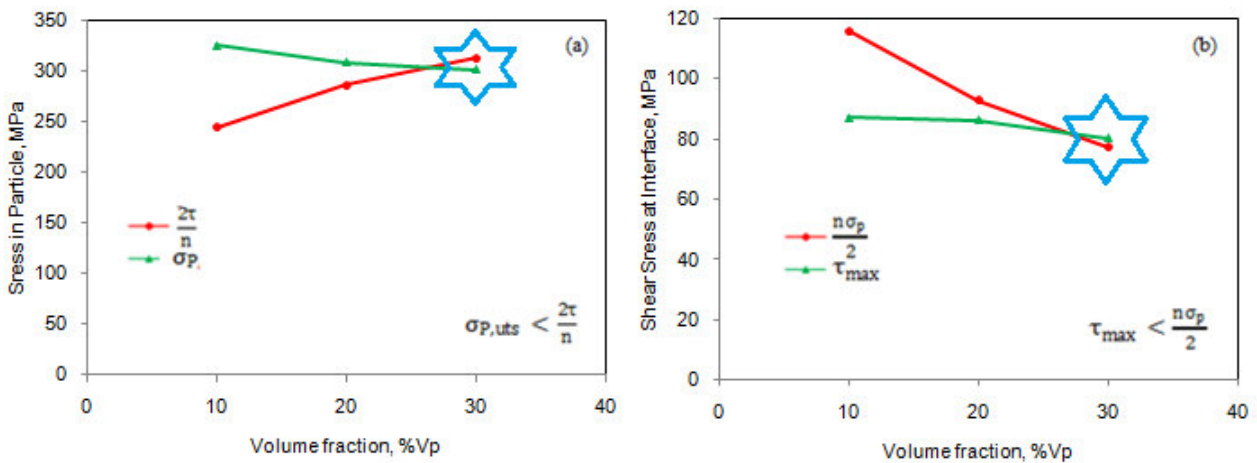 350
300
250
200
150
100
50
0
0 10 20 30 40
Sress in Particle, MPa
Volume fraction, %Vp
(a)
2τ/n
σP,
σP,uts < 2τ/n
120
100
80
60
40
20
0
0 10 20 30 40
Shear Sress at Interface, MPa
Volume fraction, %Vp
(b)
nσp/2
τmax
τmax < nσp/2